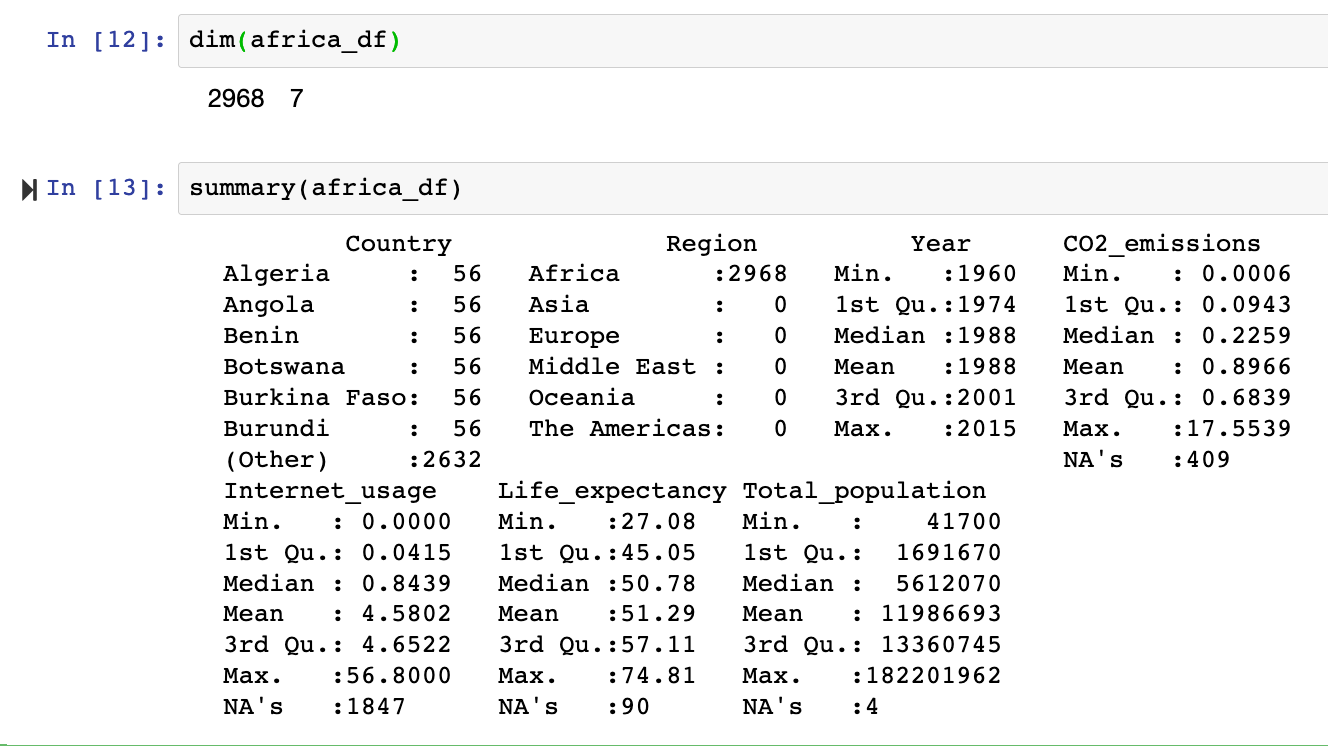 In [12]: dim(africa_df)
2968 7
In [13]: summary(africa_df)
Country Region Year CO2_emissions
Algeria : 56 Africa :2968 Min. :1960 Min. : 0.0006
Angola : 56 Asia : 0 1st Qu.:1974 1st Qu.: 0.0943
Benin : 56 Europe : 0 Median :1988 Median : 0.2259
Botswana : 56 Middle East : 0 Mean :1988 Mean : 0.8966
Burkina Faso: 56 Oceania : 0 3rd Qu.:2001 3rd Qu.: 0.6839
Burundi : 56 The Americas: 0 Max. :2015 Max. :17.5539
(Other) :2632 NA's :409
Internet_usage Life_expectancy Total_population
Min. : 0.0000 Min. :27.08 Min. : 41700
1st Qu.: 0.0415 1st Qu.:45.05 1st Qu.: 1691670
Median : 0.8439 Median :50.78 Median : 5612070
Mean : 4.5802 Mean :51.29 Mean : 11986693
3rd Qu.: 4.6522 3rd Qu.:57.11 3rd Qu.: 13360745
Max. :56.8000 Max. :74.81 Max. :182201962
NA's :1847 NA's :90 NA's :4